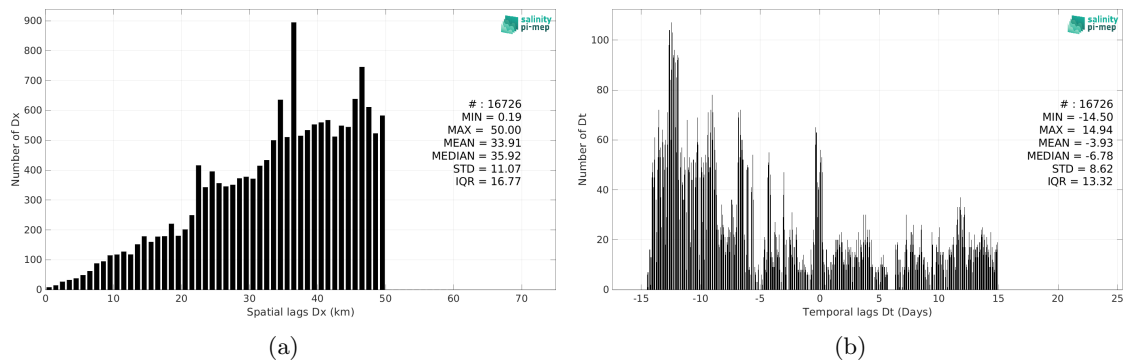 900
800
700
600
500
400
300
200
100
0
Number of Dx
0 10 20 30 40 50 60 70
Spatial lags Dx (km)
salinity
pi-mep
# : 16726
MIN = 0.19
MAX = 50.00
MEAN = 33.91
MEDIAN = 35.92
STD = 11.07
IQR = 16.77
(a)
100
80
60
40
20
0
Number of Dt
-15 -10 -5 0 5 10 15 20 25
Temporal lags Dt (Days)
salinity
pi-mep
# : 16726
MIN = -14.50
MAX = 14.94
MEAN = -3.93
MEDIAN = -6.78
STD = 8.62
IQR = 13.32
(b)